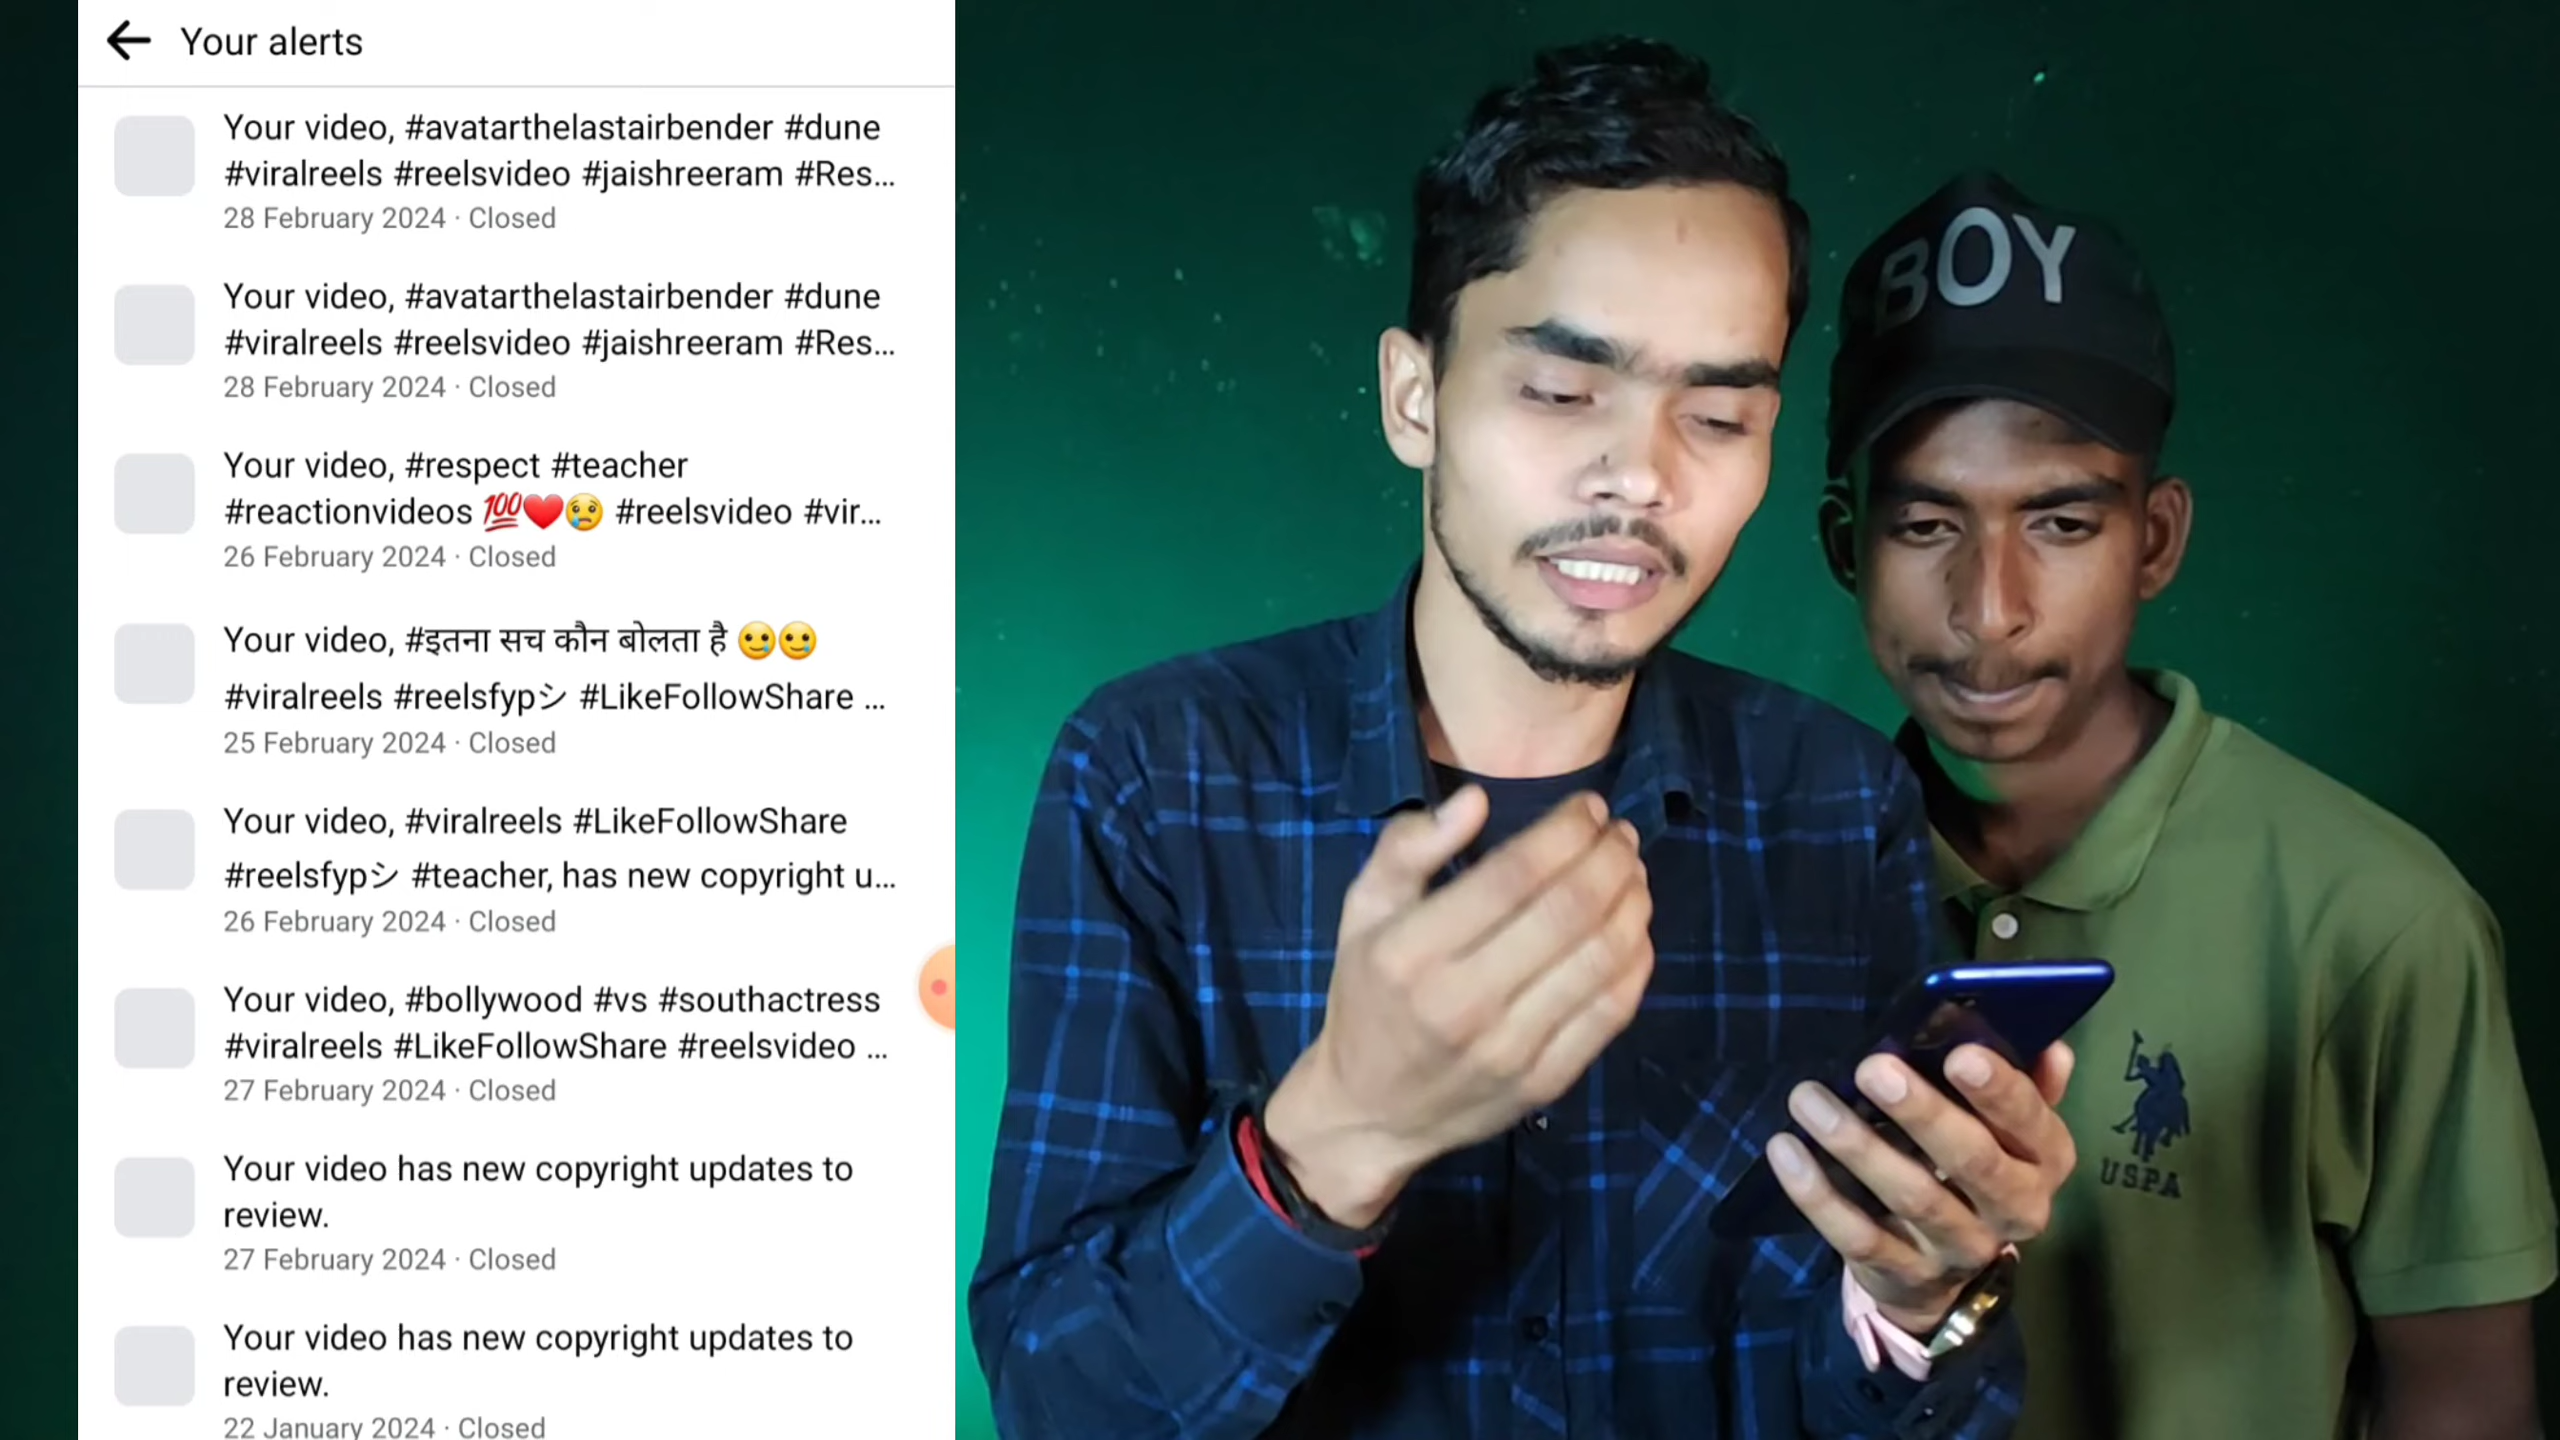 Your alerts
Your video, #avatarthelastairbender #dune
#viralreels #reelsvideo #jaishreeram #Res...
28 February 2024 · Closed
Your video, #avatarthelastairbender #dune
#viralreels #reelsvideo #jaishreeram #Res...
28 February 2024 · Closed
Your video, #respect #teacher
#reactionvideos 💯❤️😢 #reelsvideo #vir...
26 February 2024 · Closed
Your video, #इतना सच कौन बोलता है 🥲🥲
#viralreels #reelsfypシ #LikeFollowShare ...
25 February 2024 · Closed
Your video, #viralreels #LikeFollowShare
#reelsfypシ #teacher, has new copyright u...
26 February 2024 · Closed
Your video, #bollywood #vs #southactress
#viralreels #LikeFollowShare #reelsvideo ...
27 February 2024 · Closed
Your video has new copyright updates to
review.
27 February 2024 · Closed
Your video has new copyright updates to
review.
22 January 2024 · Closed
BOY
USPA